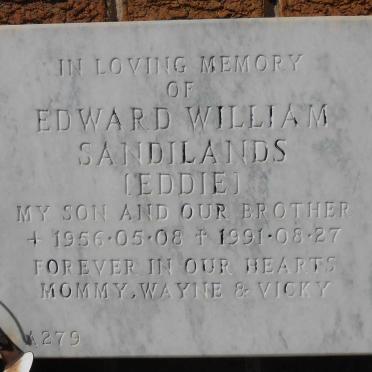 IN LOVING MEMORY
OF
EDWARD WILLIAM
SANDILANDS
(EDDIE)
MY SON AND OUR BROTHER
+ 1956·05·08 ✝ 1991·08·27
FOREVER IN OUR HEARTS
MOMMY, WAYNE & VICKY
A279